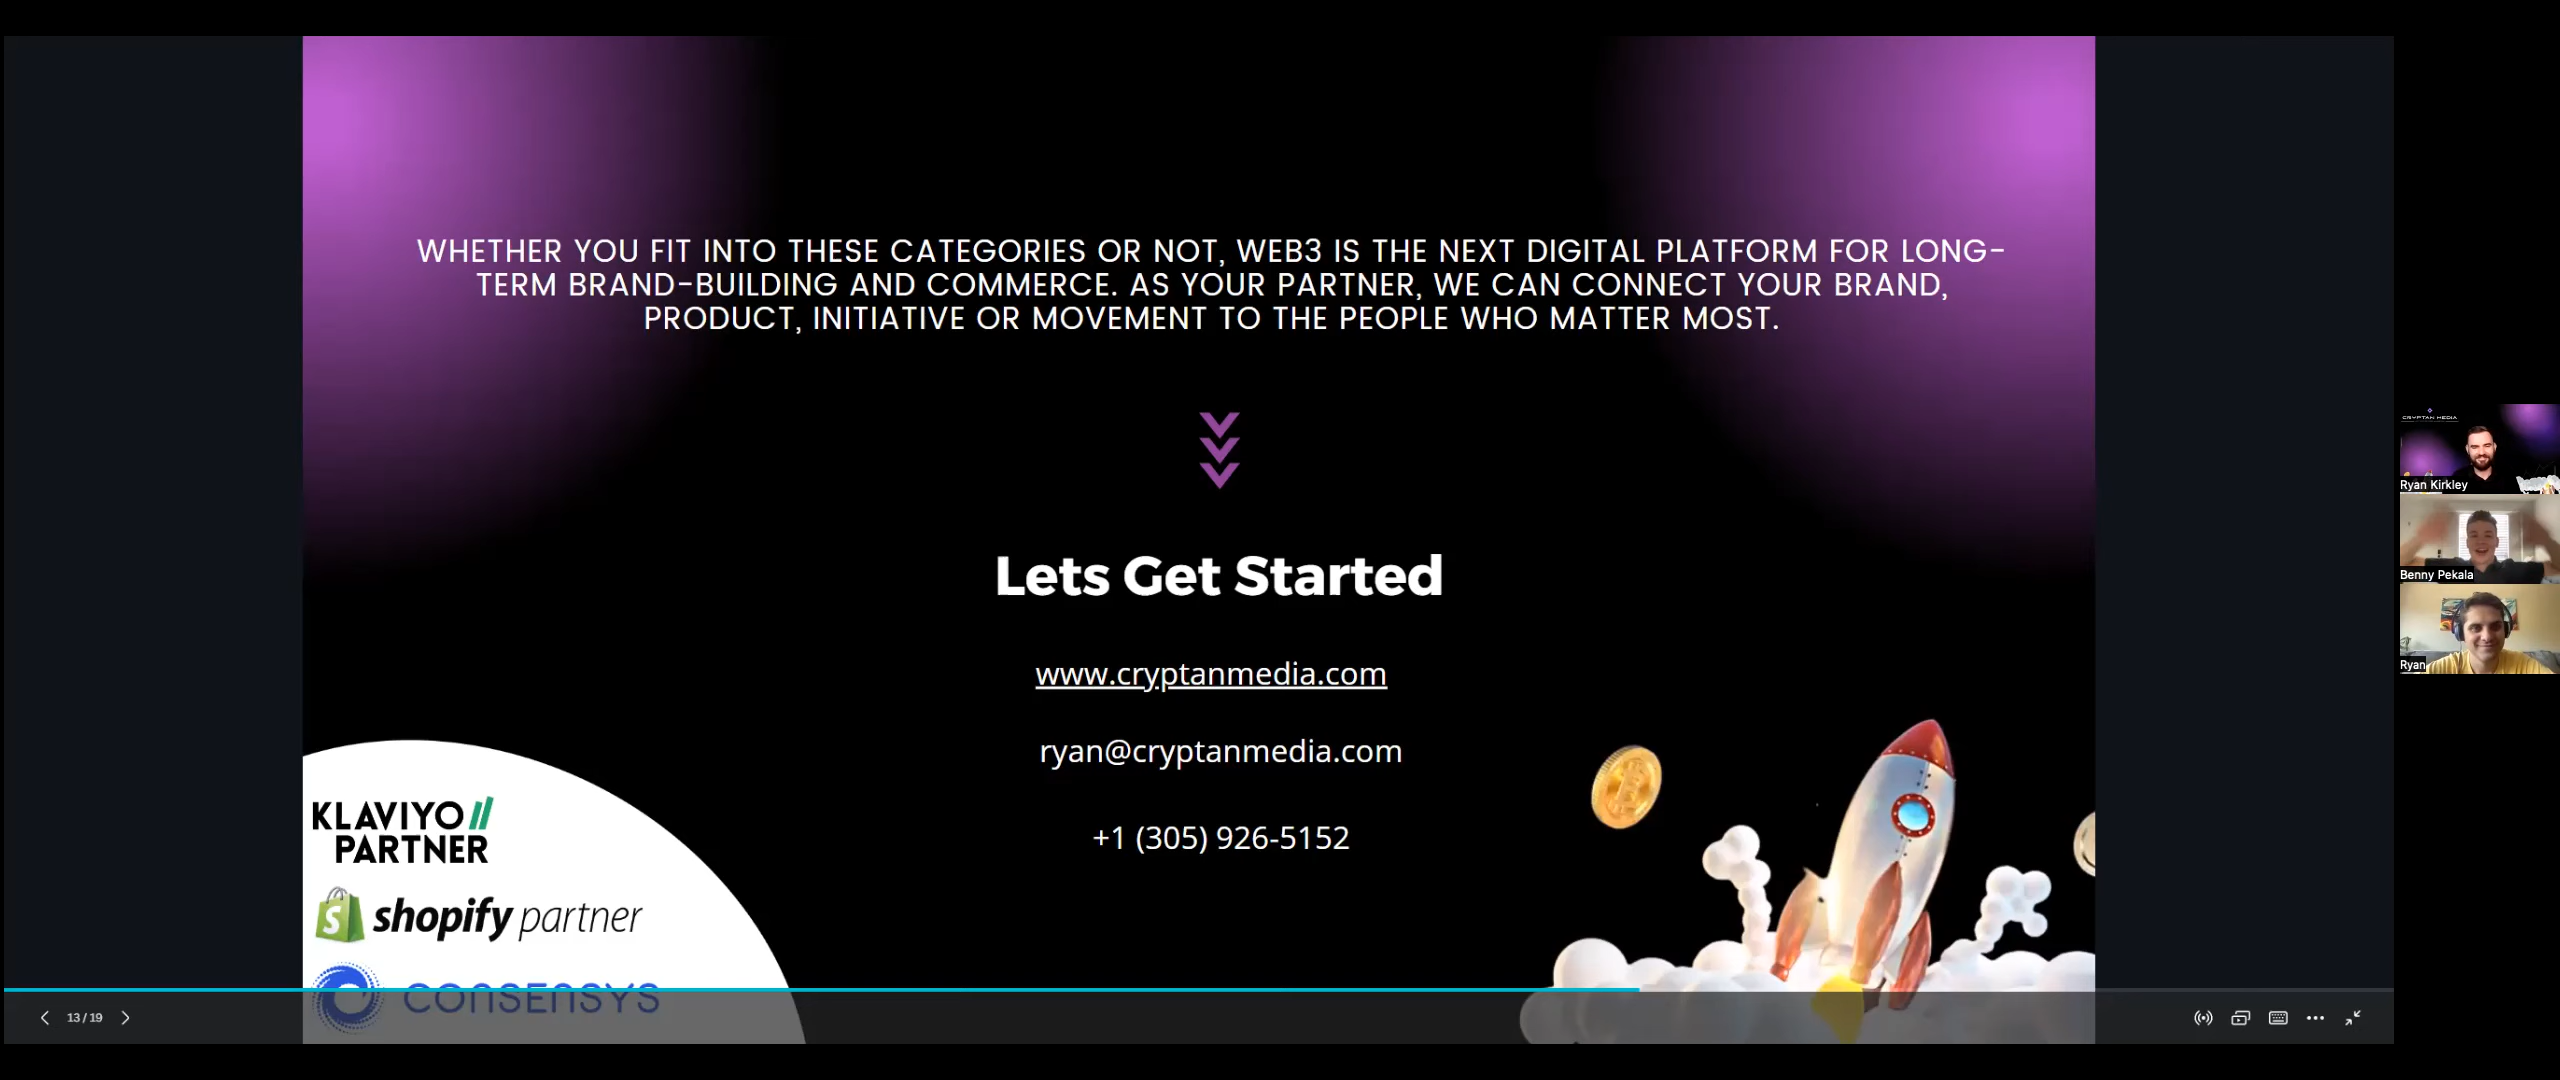 WHETHER YOU FIT INTO THESE CATEGORIES OR NOT, WEB3 IS THE NEXT DIGITAL PLATFORM FOR LONG-
TERM BRAND-BUILDING AND COMMERCE. AS YOUR PARTNER, WE CAN CONNECT YOUR BRAND,
PRODUCT, INITIATIVE OR MOVEMENT TO THE PEOPLE WHO MATTER MOST.
Lets Get Started
www.cryptanmedia.com
ryan@cryptanmedia.com
+1 (305) 926-5152
KLAVIYO
PARTNER
shopify partner
CONSENSYS
13 / 19
CRYPTAN MEDIA
Ryan Kirkley
Benny Pekala
Ryan